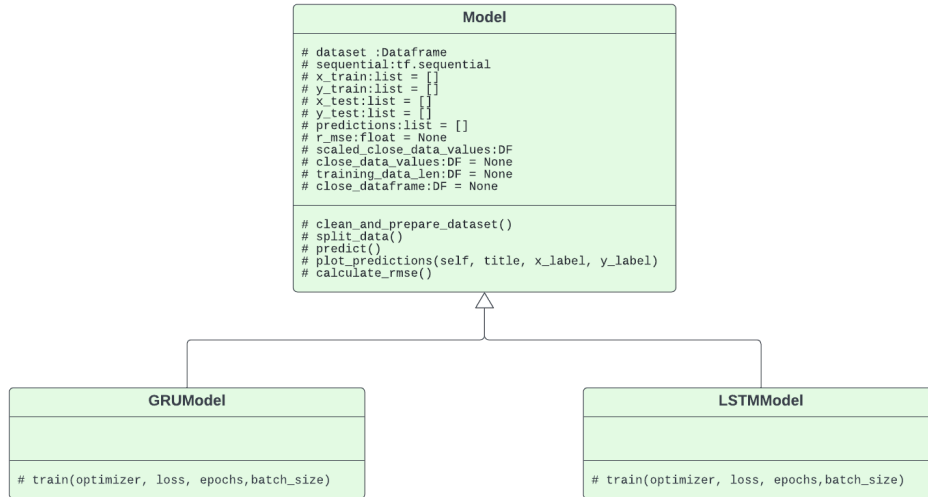 Model
# dataset :Dataframe
# sequential:tf.sequential
# x_train:list = []
# y_train:list = []
# x_test:list = []
# y_test:list = []
# predictions:list = []
# r_mse:float = None
# scaled_close_data_values:DF
# close_data_values:DF = None
# training_data_len:DF = None
# close_dataframe:DF = None
# clean_and_prepare_dataset()
# split_data()
# predict()
# plot_predictions(self, title, x_label, y_label)
# calculate_rmse()
GRUModel
# train(optimizer, loss, epochs,batch_size)
LSTMModel
# train(optimizer, loss, epochs,batch_size)